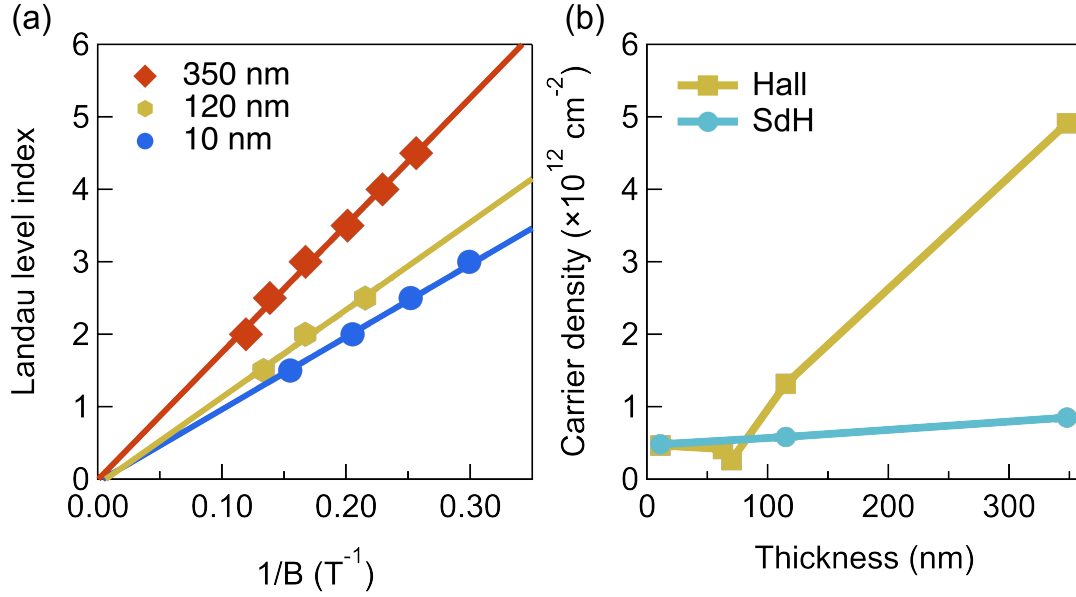 (a)
6
5
4
3
2
1
0
Landau level index
350 nm
120 nm
10 nm
0.00
0.10
0.20
0.30
1/B (T⁻¹)
(b)
6
5
4
3
2
1
0
Carrier density (×10¹² cm⁻²)
Hall
SdH
0
100
200
300
Thickness (nm)